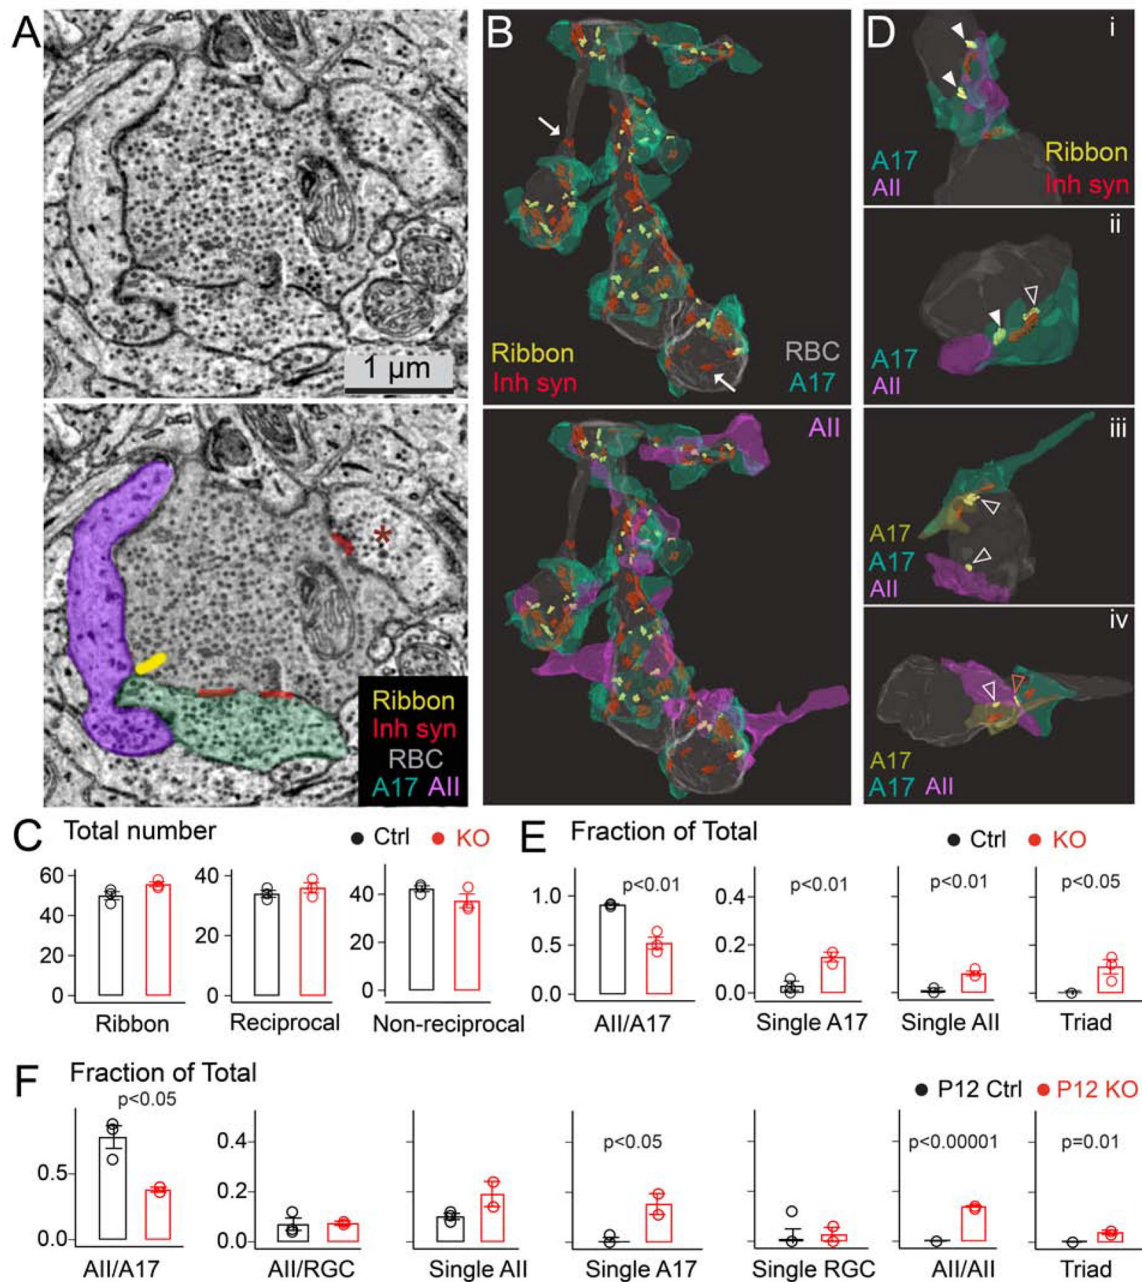 A
1 µm
Ribbon
Inh syn
RBC
A17 AII
*
B
Ribbon
Inh syn
RBC
A17
AII
D
i
A17
AII
Ribbon
Inh syn
ii
A17
AII
iii
A17
A17
AII
iv
A17
A17 AII
C Total number
Ctrl KO
60
40
20
0
Ribbon
40
20
0
Reciprocal
40
20
0
Non-reciprocal
E Fraction of Total
Ctrl KO
1.0
0.5
0.0
p<0.01
AII/A17
0.4
0.2
0.0
p<0.01
Single A17
p<0.01
Single AII
p<0.05
Triad
F Fraction of Total
P12 Ctrl P12 KO
p<0.05
0.5
0.0
AII/A17
0.4
0.2
0.0
AII/RGC
Single AII
p<0.05
Single A17
Single RGC
p<0.00001
AII/AII
p=0.01
Triad